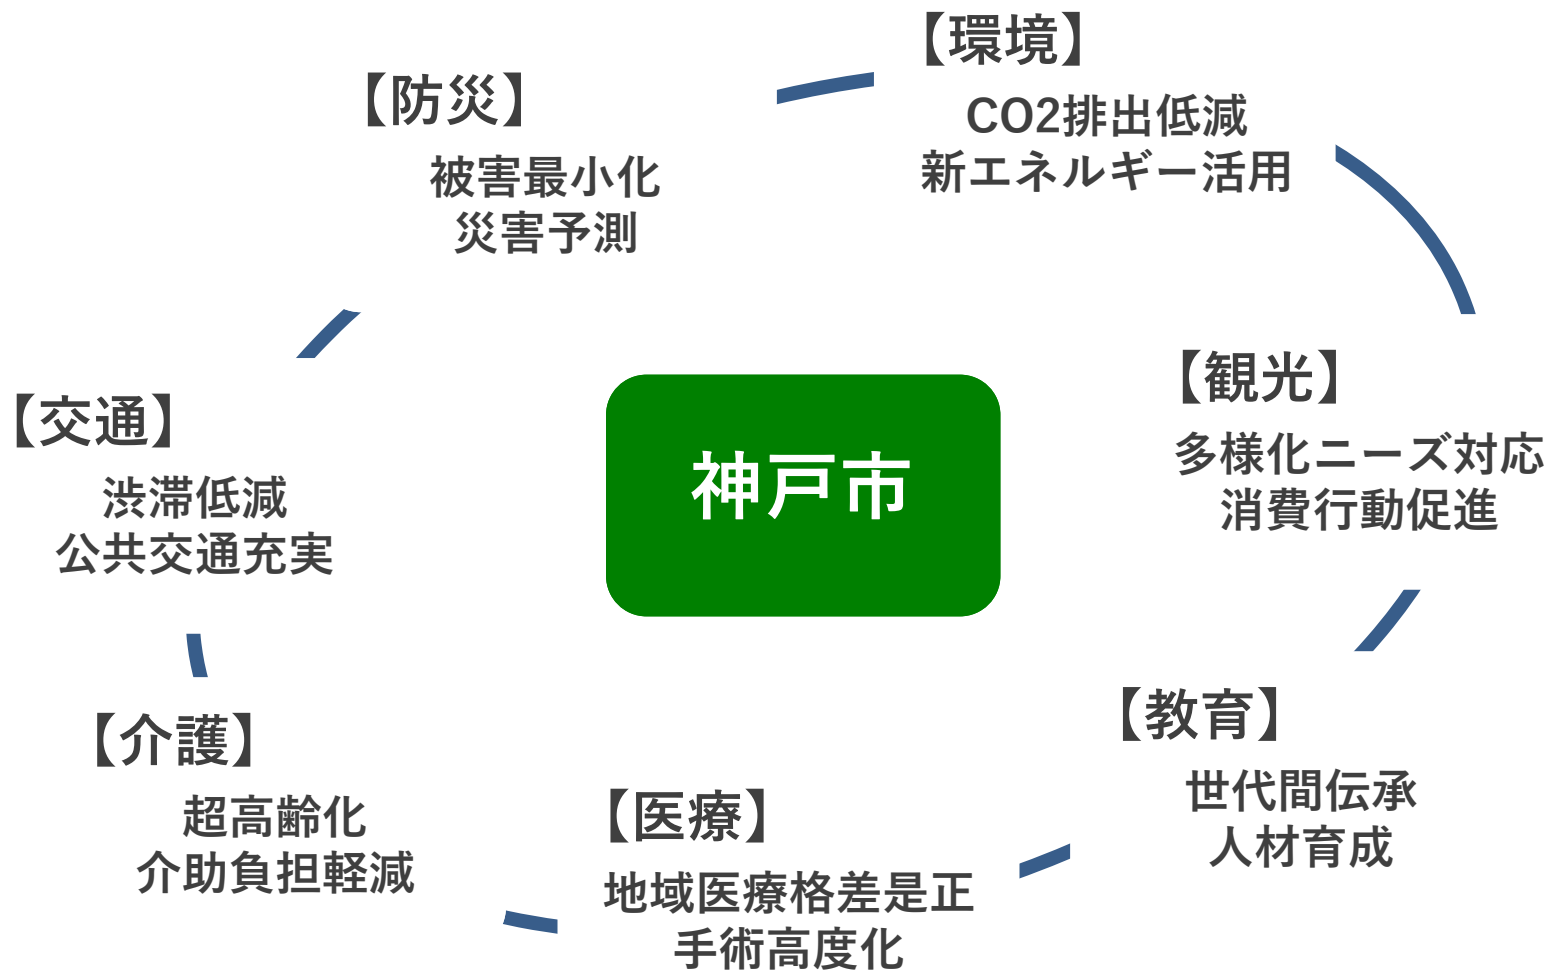 【環境】
CO2排出低減
新エネルギー活用
【防災】
被害最小化
災害予測
【観光】
多様化ニーズ対応
消費行動促進
【交通】
渋滞低減
公共交通充実
神戸市
【教育】
世代間伝承
人材育成
【介護】
超高齢化
介助負担軽減
【医療】
地域医療格差是正
手術高度化